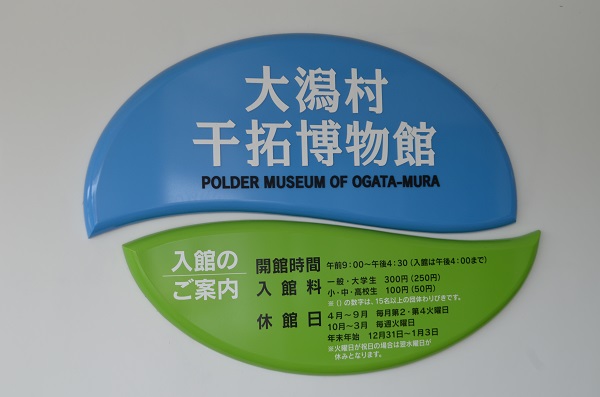 大潟村
干拓博物館
POLDER MUSEUM OF OGATA-MURA
入館の
ご案内
開館時間 午前9:00～午後4:30（入館は午後4:00まで）
入館料 一般・大学生 300円（250円）
小・中・高校生 100円（50円）
※（）の数字は、15名以上の団体わりびきです。
休館日 4月～9月 毎月第2・第4火曜日
10月～3月 毎週火曜日
年末年始 12月31日～1月3日
※火曜日が祝日の場合は翌水曜日が
休みとなります。